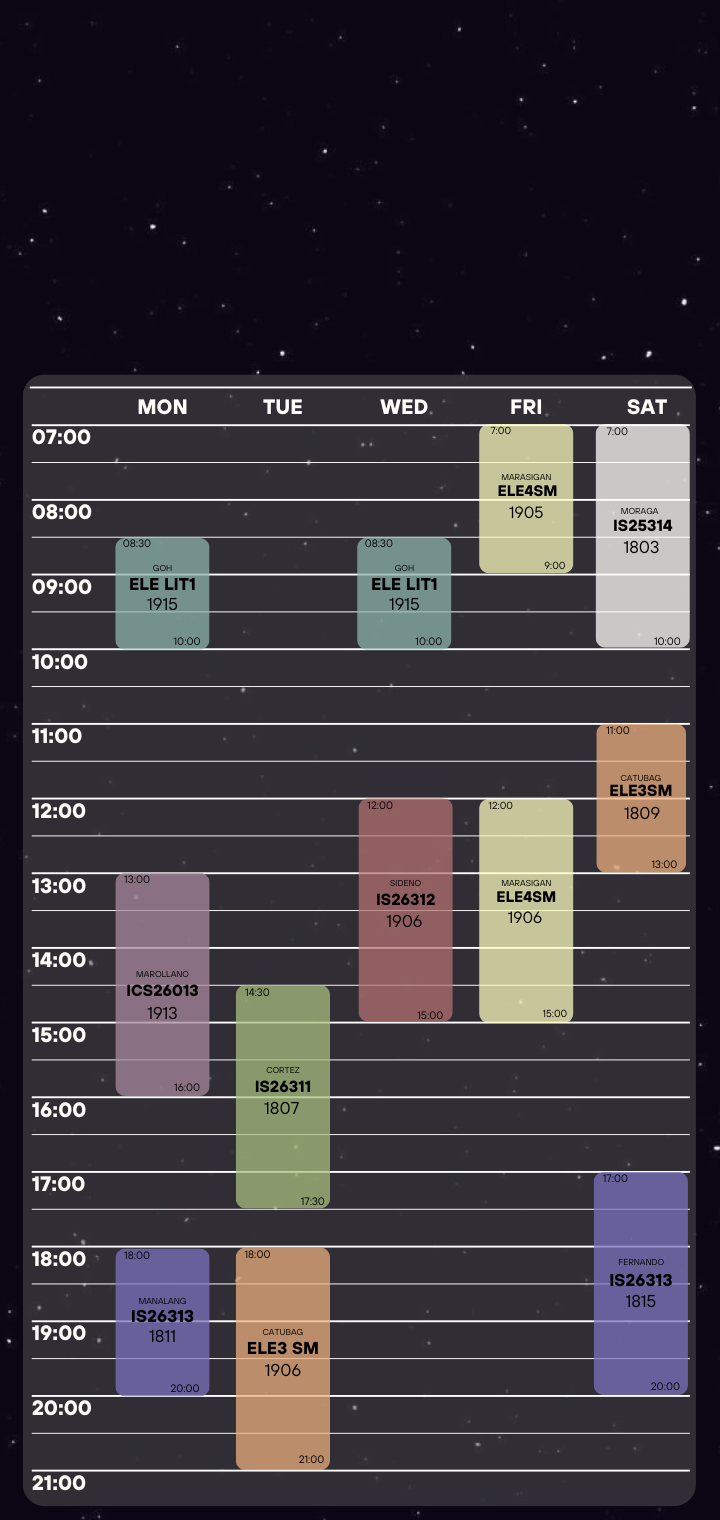 MON TUE WED FRI SAT
07:00
08:00
09:00
10:00
11:00
12:00
13:00
14:00
15:00
16:00
17:00
18:00
19:00
20:00
21:00
08:30
GOH
ELE LIT1
1915
10:00
13:00
MAROLLANO
ICS26013
1913
16:00
18:00
MANALANG
IS26313
1811
20:00
14:30
CORTEZ
IS26311
1807
17:30
18:00
CATUBAG
ELE3 SM
1906
21:00
08:30
GOH
ELE LIT1
1915
10:00
12:00
SIDENO
IS26312
1906
15:00
7:00
MARASIGAN
ELE4SM
1905
9:00
12:00
MARASIGAN
ELE4SM
1906
15:00
7:00
MORAGA
IS25314
1803
10:00
11:00
CATUBAG
ELE3SM
1809
13:00
17:00
FERNANDO
IS26313
1815
20:00